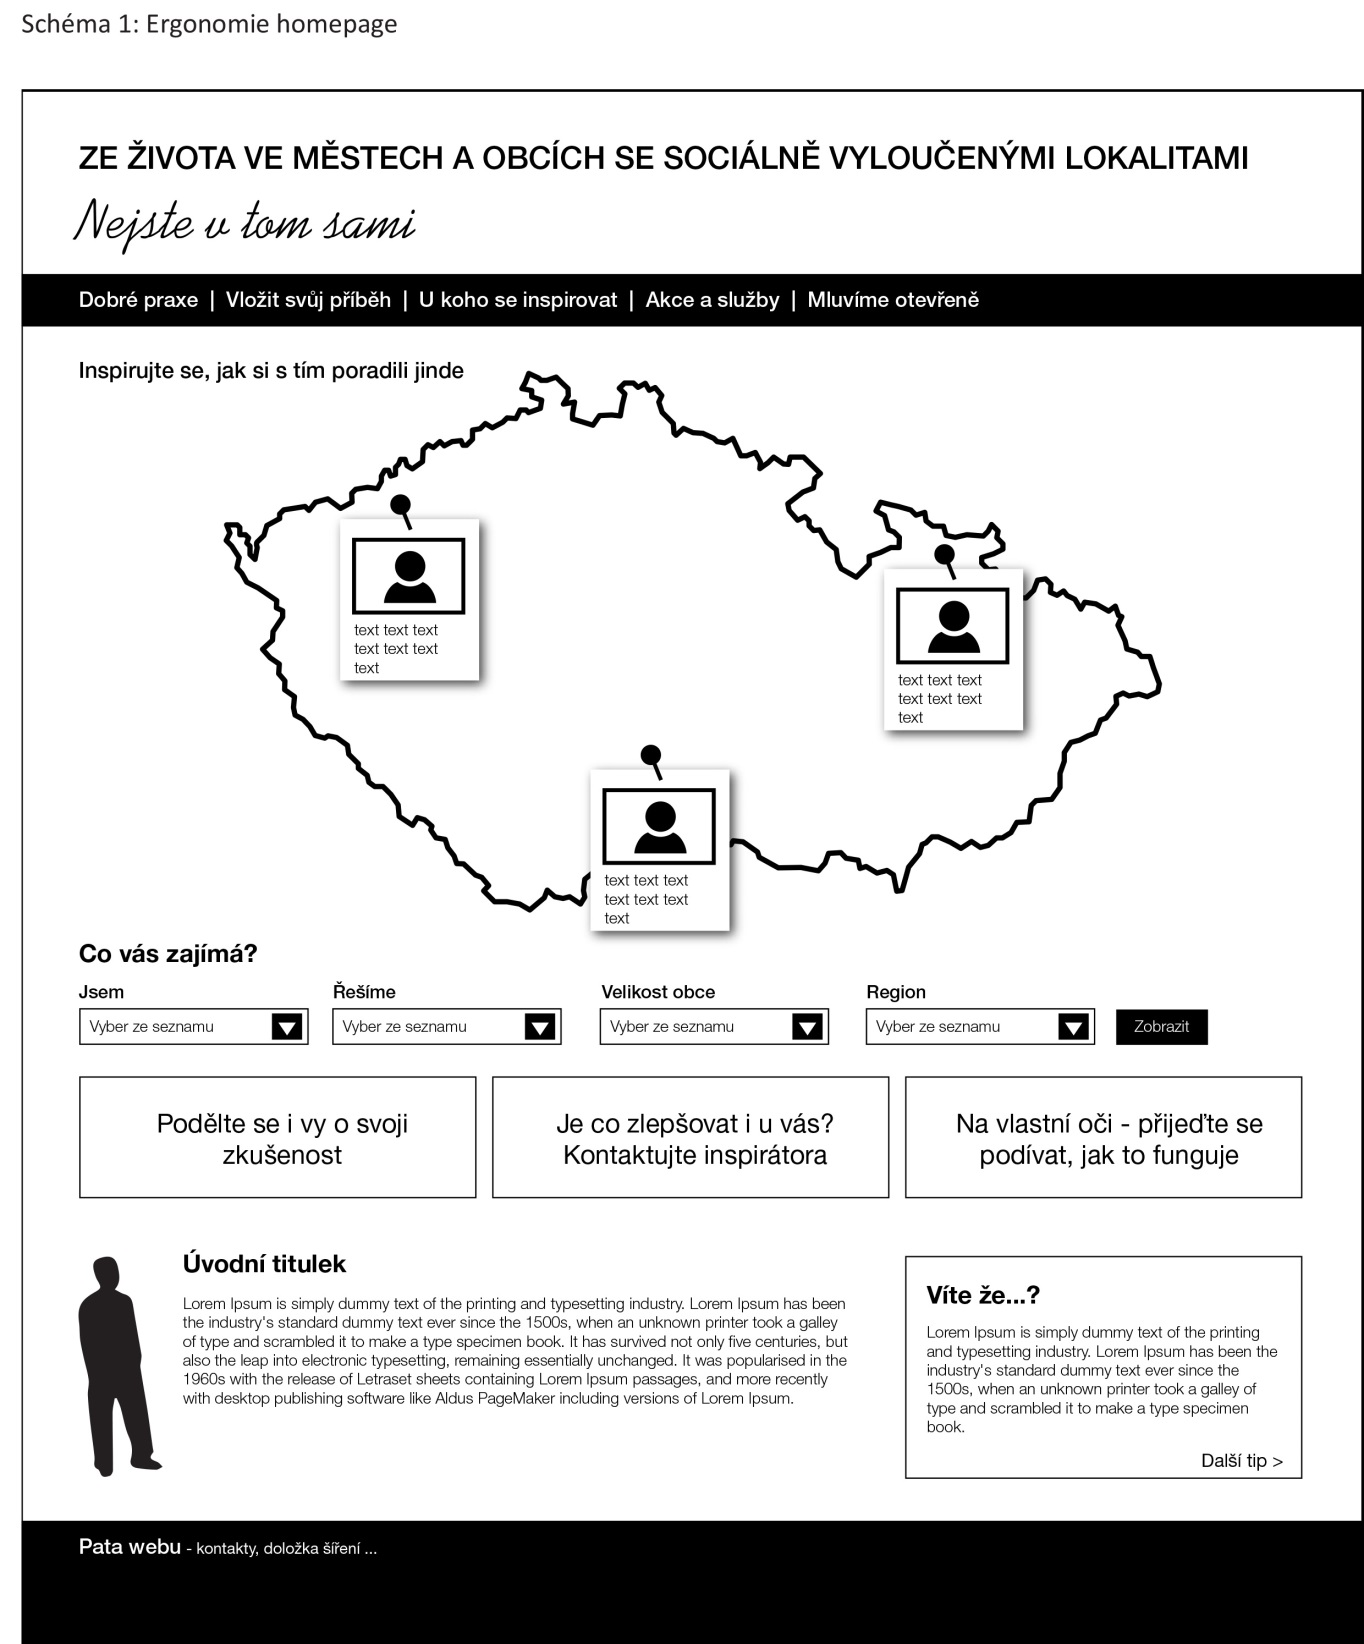 Schéma 1: Ergonomie homepage
ZE ŽIVOTA VE MĚSTECH A OBCÍCH SE SOCIÁLNĚ VYLOUČENÝMI LOKALITAMI
Nejste v tom sami
Dobré praxe | Vložit svůj příběh | U koho se inspirovat | Akce a služby | Mluvíme otevřeně
Inspirujte se, jak si s tím poradili jinde
text text text
text text text
text
text text text
text text text
text
text text text
text text text
text
Co vás zajímá?
Jsem
Řešíme
Velikost obce
Region
Vyber ze seznamu
Vyber ze seznamu
Vyber ze seznamu
Vyber ze seznamu
Zobrazit
Podělte se i vy o svoji
zkušenost
Je co zlepšovat i u vás?
Kontaktujte inspirátora
Na vlastní oči - přijeďte se
podívat, jak to funguje
Úvodní titulek
Lorem Ipsum is simply dummy text of the printing and typesetting industry. Lorem Ipsum has been
the industry's standard dummy text ever since the 1500s, when an unknown printer took a galley
of type and scrambled it to make a type specimen book. It has survived not only five centuries, but
also the leap into electronic typesetting, remaining essentially unchanged. It was popularised in the
1960s with the release of Letraset sheets containing Lorem Ipsum passages, and more recently
with desktop publishing software like Aldus PageMaker including versions of Lorem Ipsum.
Víte že...?
Lorem Ipsum is simply dummy text of the printing
and typesetting industry. Lorem Ipsum has been the
industry's standard dummy text ever since the
1500s, when an unknown printer took a galley of
type and scrambled it to make a type specimen
book.
Další tip >
Pata webu - kontakty, doložka šíření ...